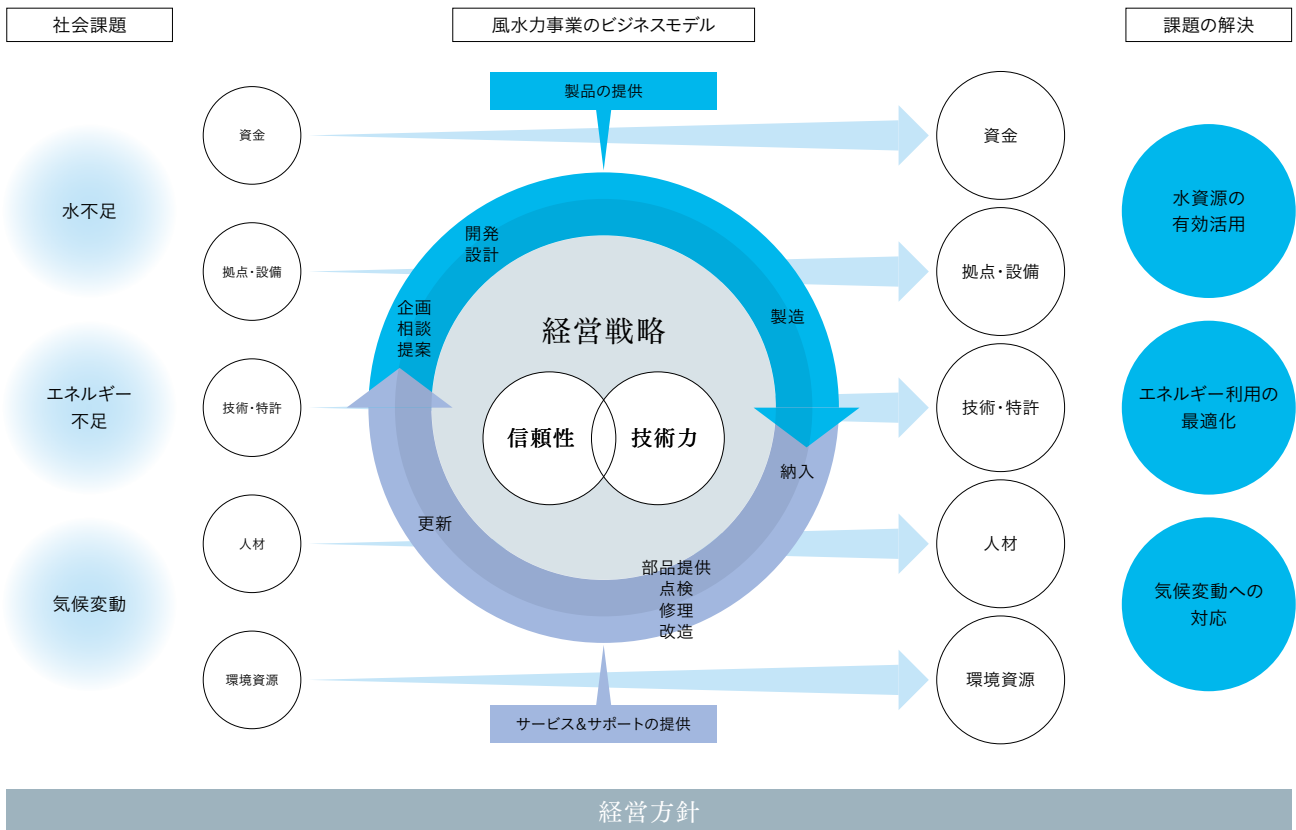 社会課題
風水力事業のビジネスモデル
課題の解決
水不足
エネルギー
不足
気候変動
資金
拠点・設備
技術・特許
人材
環境資源
製品の提供
開発
設計
企画
相談
提案
製造
経営戦略
信頼性
技術力
納入
更新
部品提供
点検
修理
改造
サービス&サポートの提供
資金
拠点・設備
技術・特許
人材
環境資源
水資源の
有効活用
エネルギー利用の
最適化
気候変動への
対応
経営方針